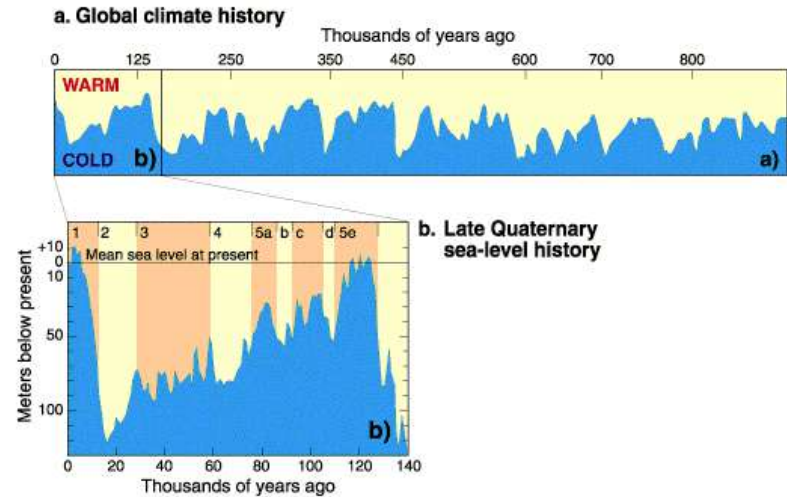 a. Global climate history
Thousands of years ago
0 125 250 350 450 600 700 800
WARM
COLD b) a)
b. Late Quaternary
sea-level history
1 2 3 4 5a b c d 5e
+10
Mean sea level at present
0
10
50
100
Meters below present
b)
0 20 40 60 80 100 120 140
Thousands of years ago